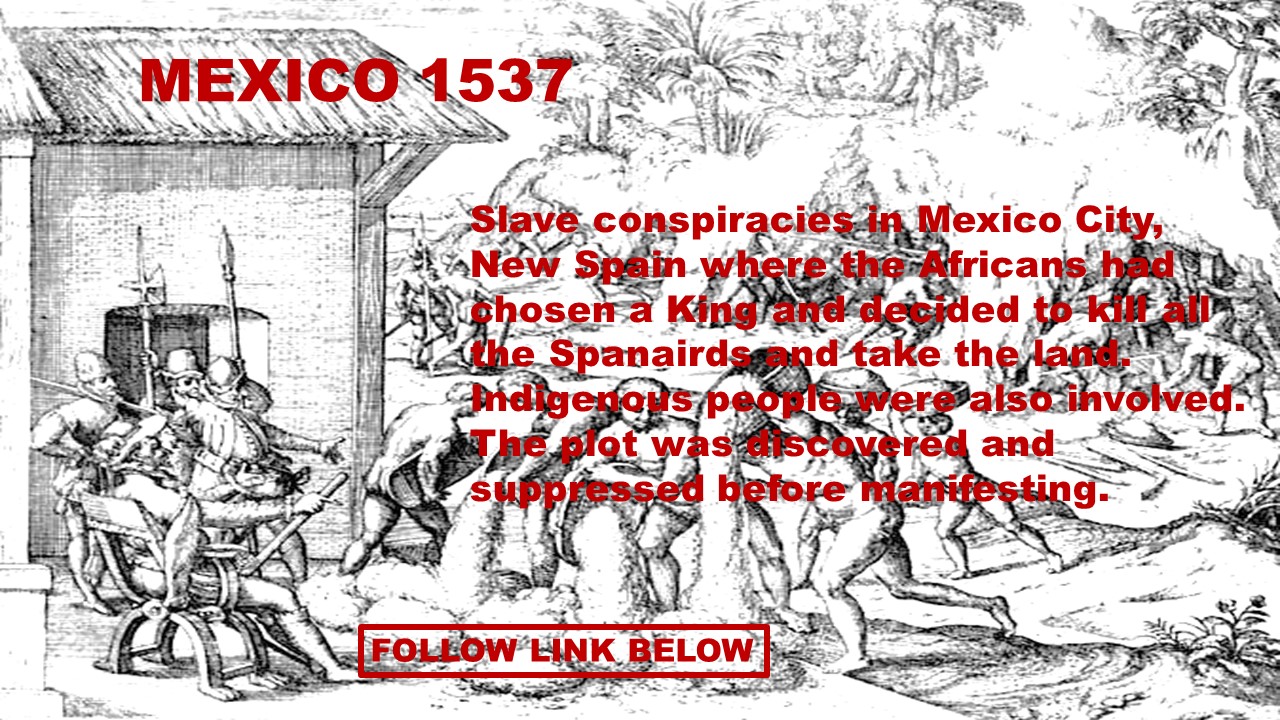 MEXICO 1537
Slave conspiracies in Mexico City,
New Spain where the Africans had
chosen a King and decided to kill all
the Spanairds and take the land.
Indigenous people were also involved.
The plot was discovered and
suppressed before manifesting.
FOLLOW LINK BELOW